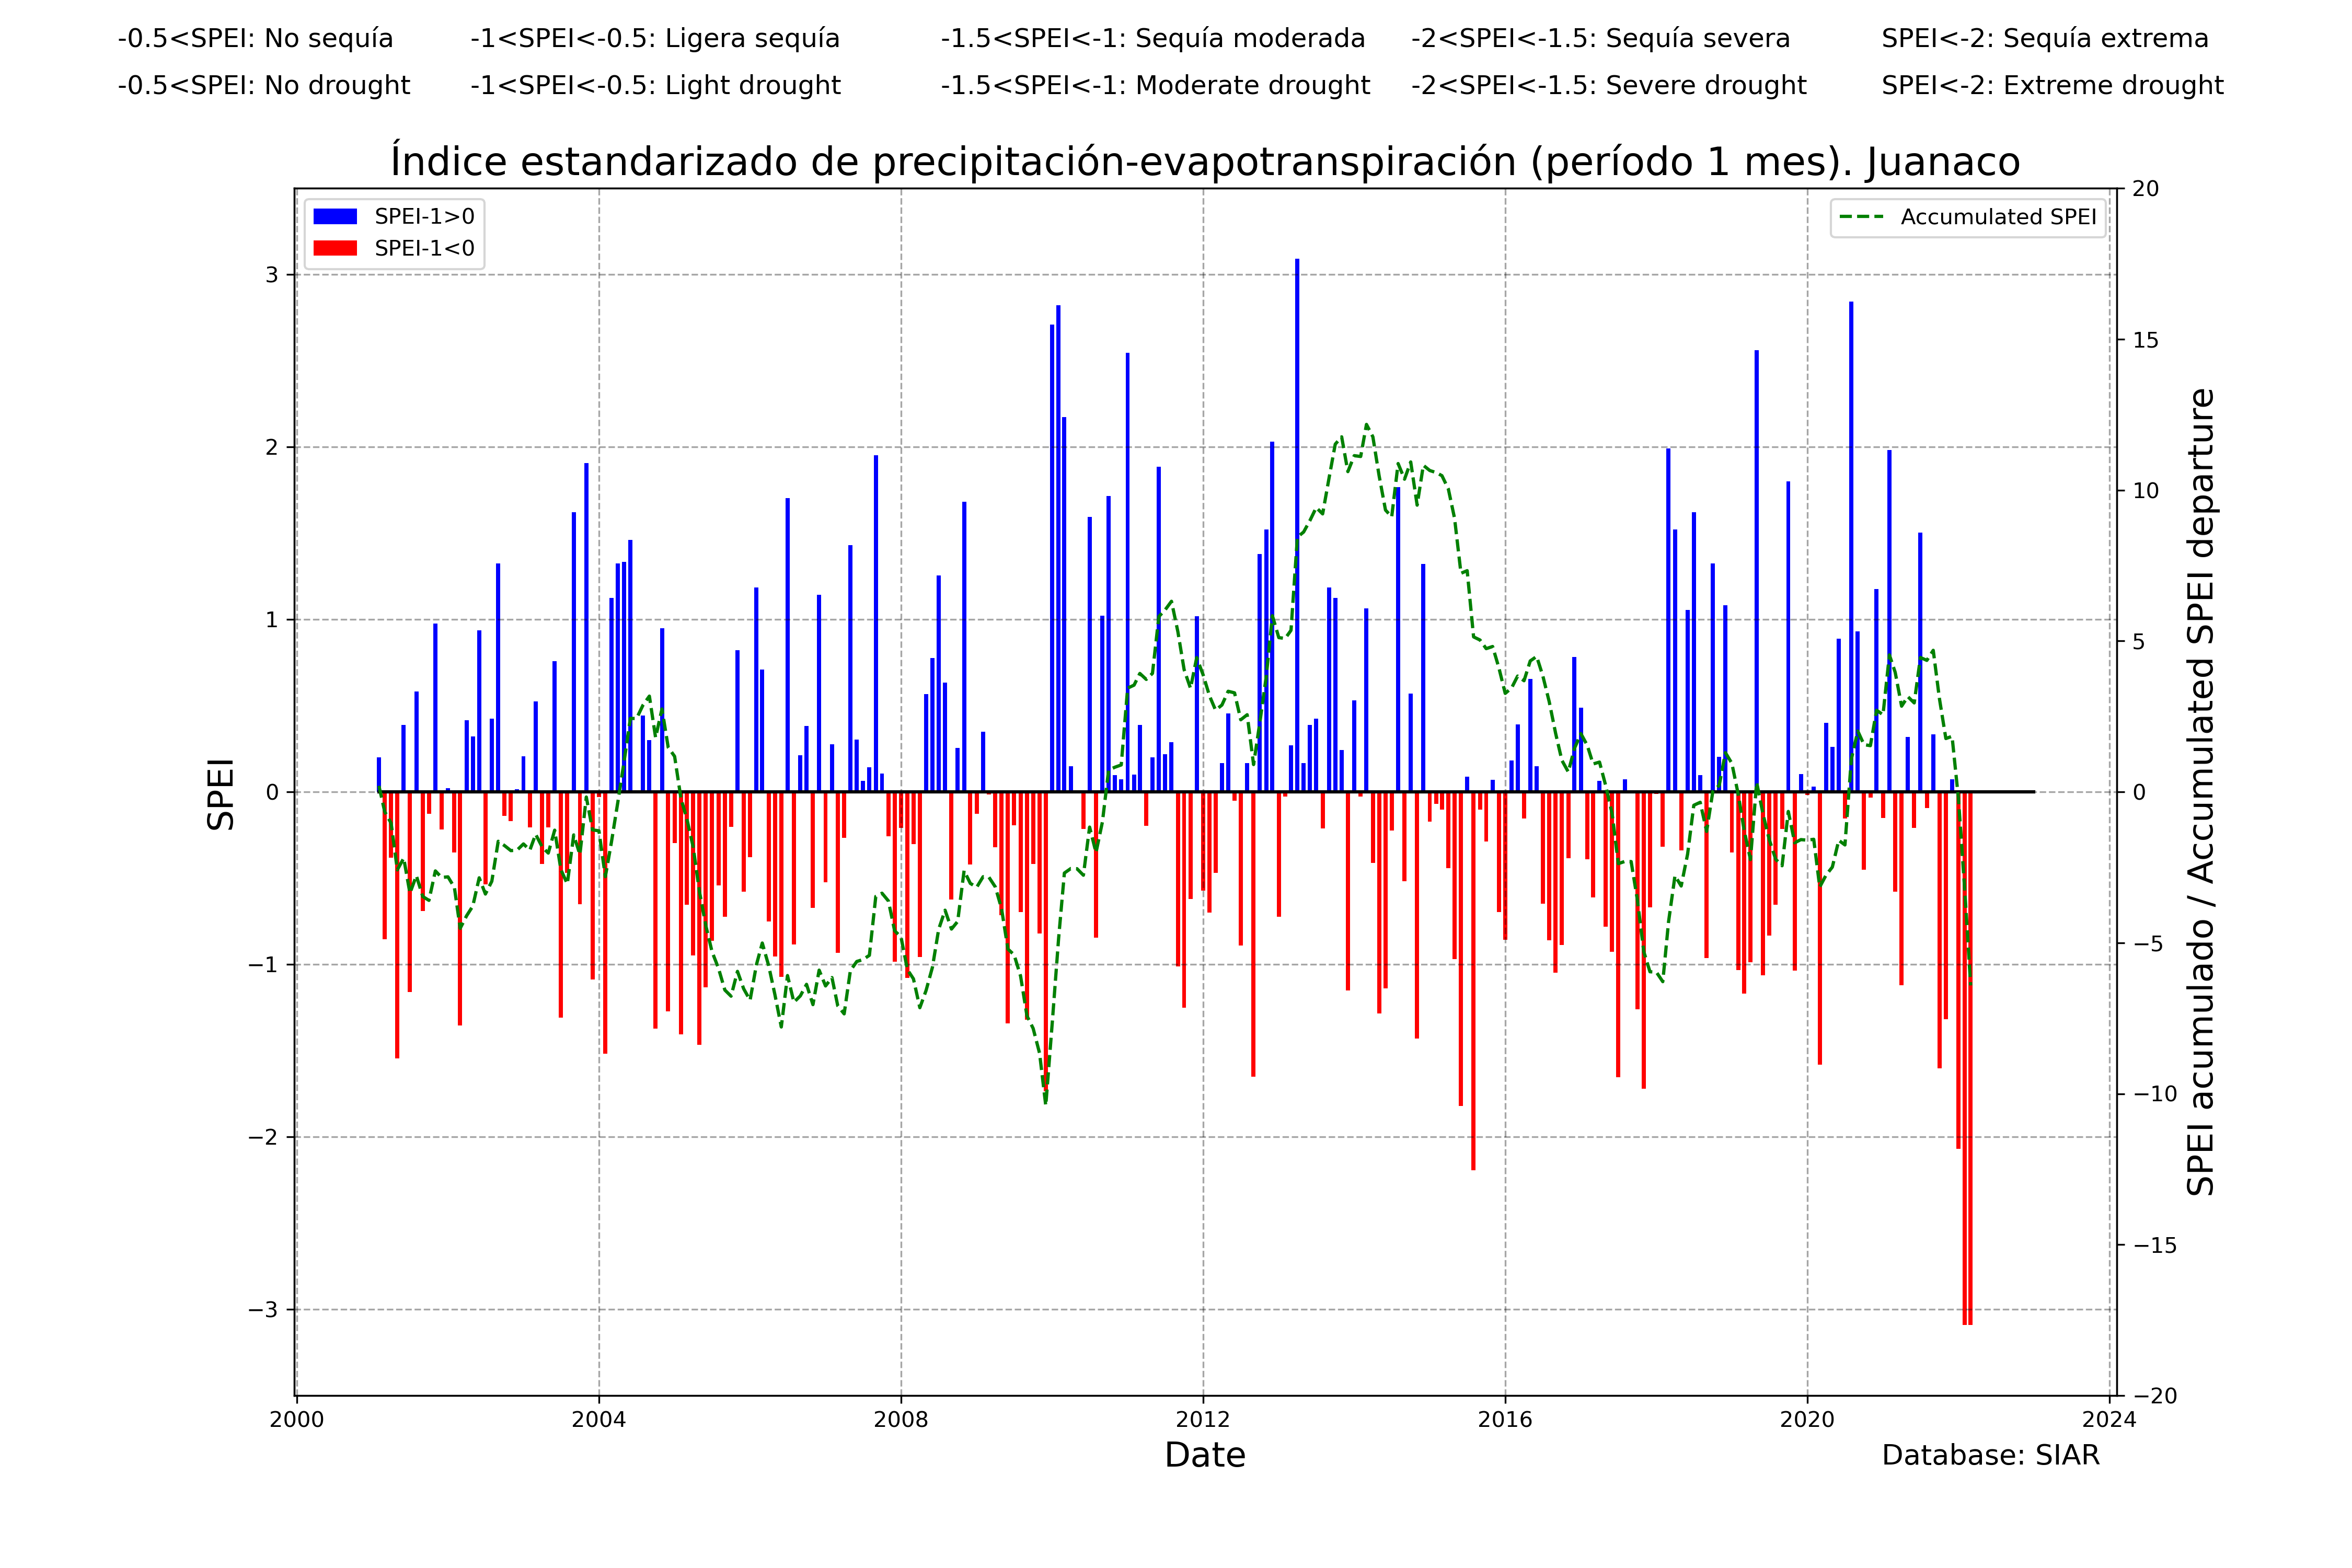 -0.5<SPEI: No sequía -1<SPEI<-0.5: Ligera sequía -1.5<SPEI<-1: Sequía moderada -2<SPEI<-1.5: Sequía severa SPEI<-2: Sequía extrema
-0.5<SPEI: No drought -1<SPEI<-0.5: Light drought -1.5<SPEI<-1: Moderate drought -2<SPEI<-1.5: Severe drought SPEI<-2: Extreme drought
Índice estandarizado de precipitación-evapotranspiración (período 1 mes). Juanaco
SPEI-1>0
SPEI-1<0
Accumulated SPEI
SPEI
3
2
1
0
−1
−2
−3
20
15
10
5
0
−5
−10
−15
−20
SPEI acumulado / Accumulated SPEI departure
2000 2004 2008 2012 2016 2020 2024
Date
Database: SIAR